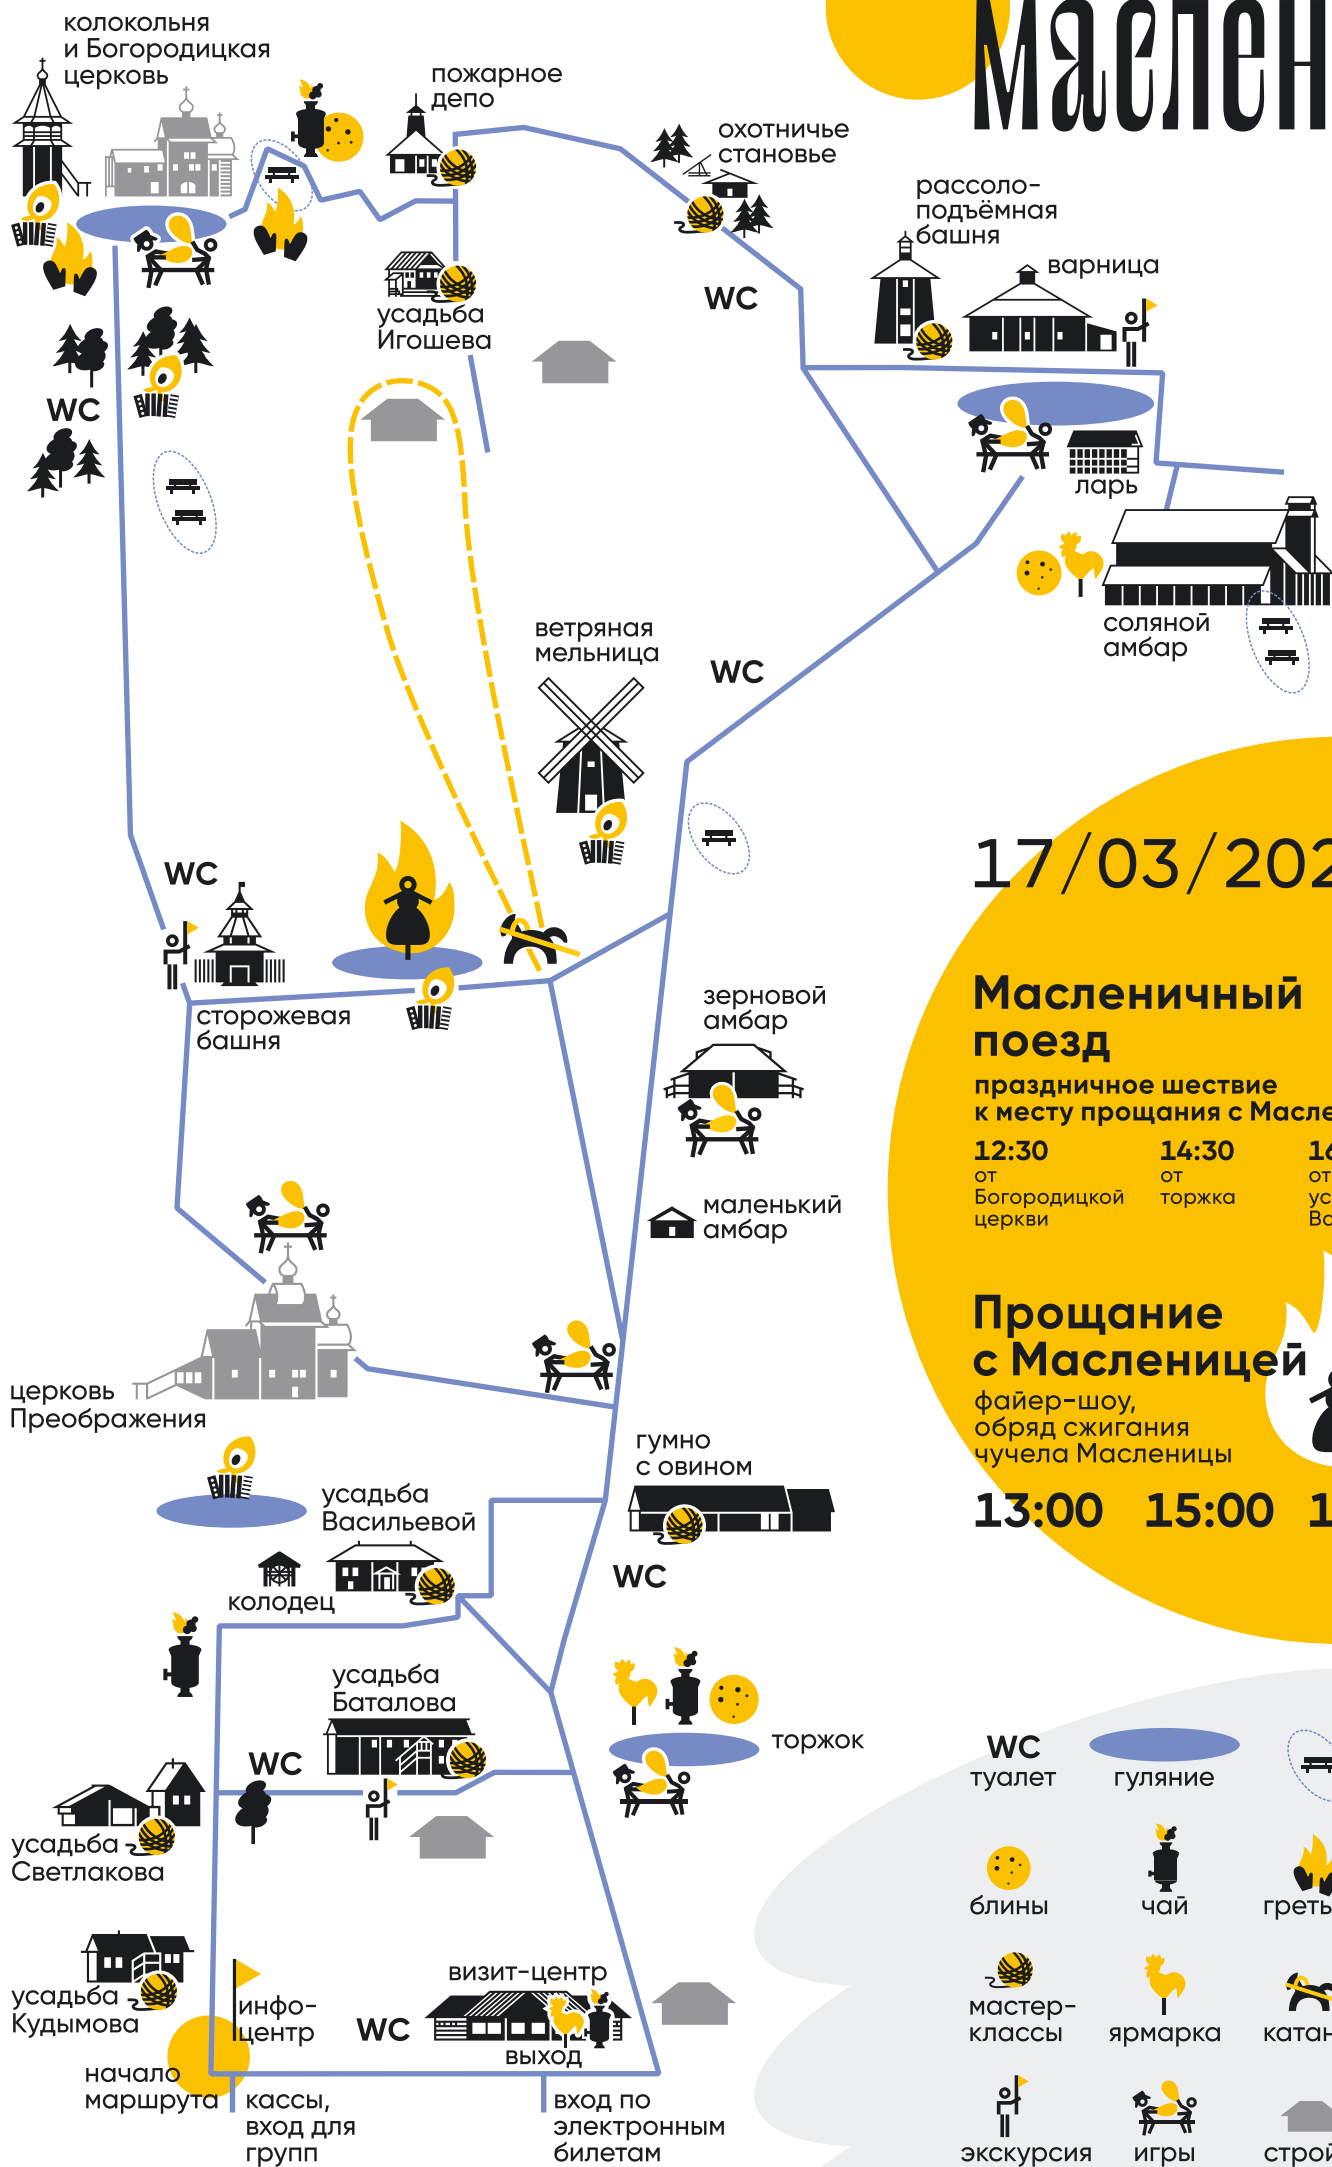 колокольня
и Богородицкая
церковь
пожарное
депо
охотничье
становье
маслен
рассоло-
подъёмная
башня
варница
усадьба
Игошева
WC
WC
ларь
соляной
амбар
ветряная
мельница
WC
WC
сторожевая
башня
зерновой
амбар
маленький
амбар
церковь
Преображения
гумно
с овином
WC
усадьба
Васильевой
колодец
усадьба
Баталова
WC
торжок
усадьба
Светлакова
усадьба
Кудымова
инфо-
центр
WC
визит-центр
выход
начало
маршрута
кассы,
вход для
групп
вход по
электронным
билетам
17/03/202
Масленичный
поезд
праздничное шествие
к месту прощания с Масле
12:30
от
Богородицкой
церкви
14:30
от
торжка
от
Прощание
с Масленицей
файер-шоу,
обряд сжигания
чучела Масленицы
13:00 15:00 1
WC
туалет
гуляние
блины
чай
греть
мастер-
классы
ярмарка
катан
экскурсия
игры
строй